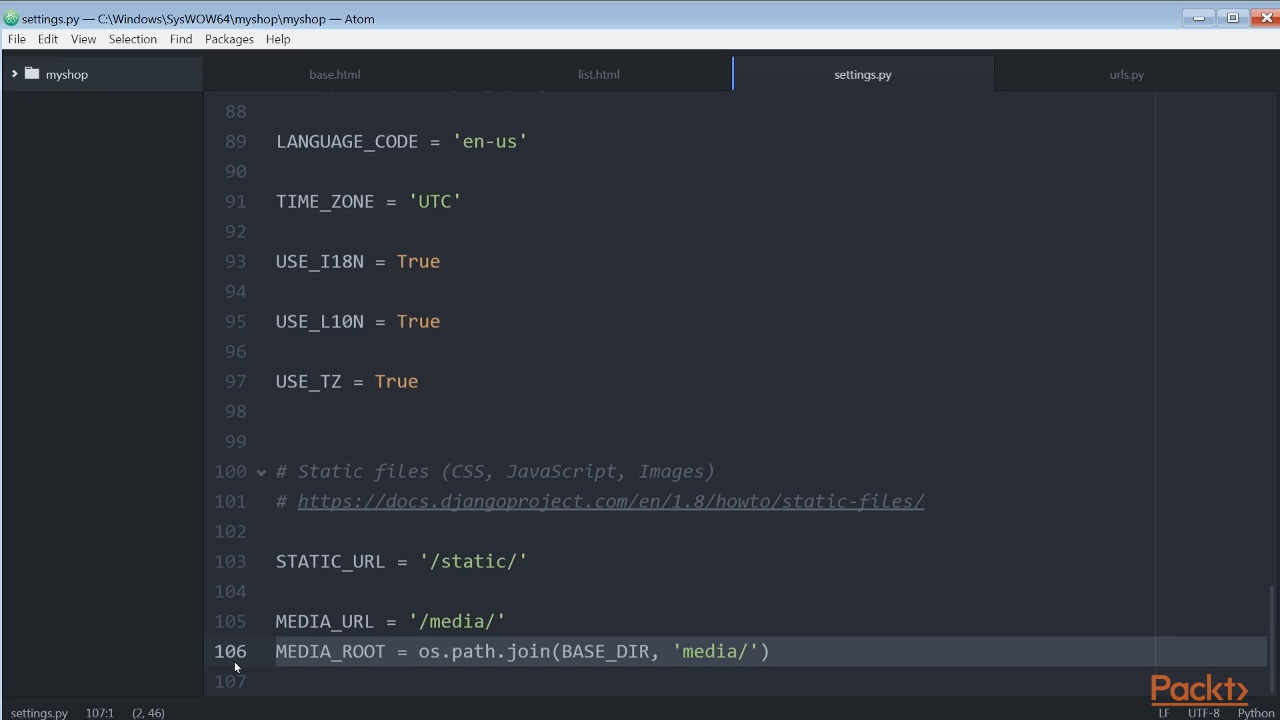 settings.py — C:\Windows\SysWOW64\myshop\myshop — Atom
File Edit View Selection Find Packages Help
myshop
base.html list.html settings.py urls.py
88
89 LANGUAGE_CODE = 'en-us'
90
91 TIME_ZONE = 'UTC'
92
93 USE_I18N = True
94
95 USE_L10N = True
96
97 USE_TZ = True
98
99
100 # Static files (CSS, JavaScript, Images)
101 # https://docs.djangoproject.com/en/1.8/howto/static-files/
102
103 STATIC_URL = '/static/'
104
105 MEDIA_URL = '/media/'
106 MEDIA_ROOT = os.path.join(BASE_DIR, 'media/')
107
Packt>
settings.py 107:1 (2, 46) LF UTF-8 Python